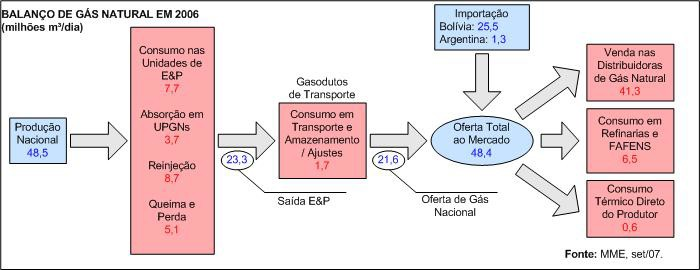 BALANÇO DE GÁS NATURAL EM 2006
(milhões m³/dia)
Produção
Nacional
48,5
Consumo nas
Unidades de
E&P
7,7
Absorção em
UPGNs
3,7
Reinjeção
8,7
Queima e
Perda
5,1
23,3
Saída E&P
Gasodutos
de Transporte
Consumo em
Transporte e
Amazenamento
/ Ajustes
1,7
21,6
Oferta de Gás
Nacional
Importação
Bolívia: 25,5
Argentina: 1,3
Oferta Total
ao Mercado
48,4
Venda nas
Distribuidoras
de Gás Natural
41,3
Consumo em
Refinarias e
FAFENS
6,5
Consumo
Térmico Direto
do Produtor
0,6
Fonte: MME, set/07.